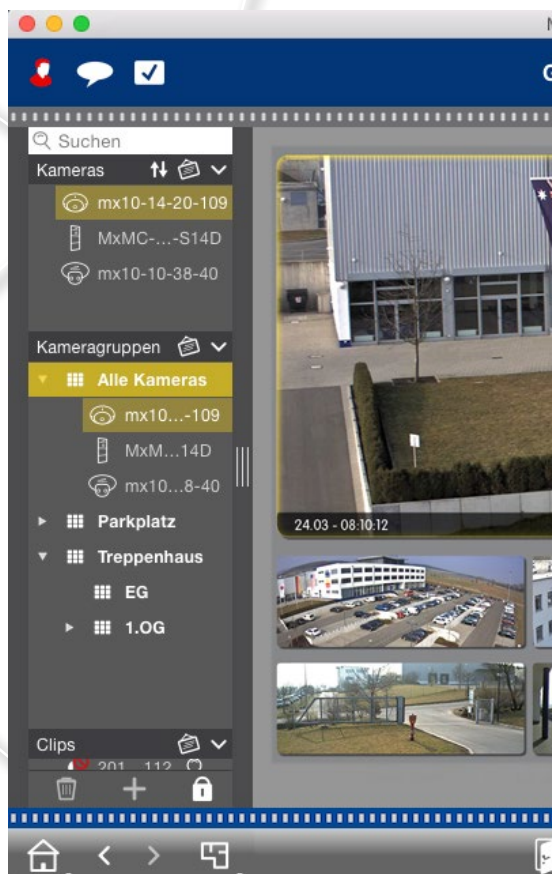 Suchen
Kameras
mx10-14-20-109
MxMC-...-S14D
mx10-10-38-40
Kameragruppen
Alle Kameras
mx10...-109
MxM...14D
mx10...8-40
Parkplatz
Treppenhaus
EG
1.OG
24.03 - 08:10:12
Clips